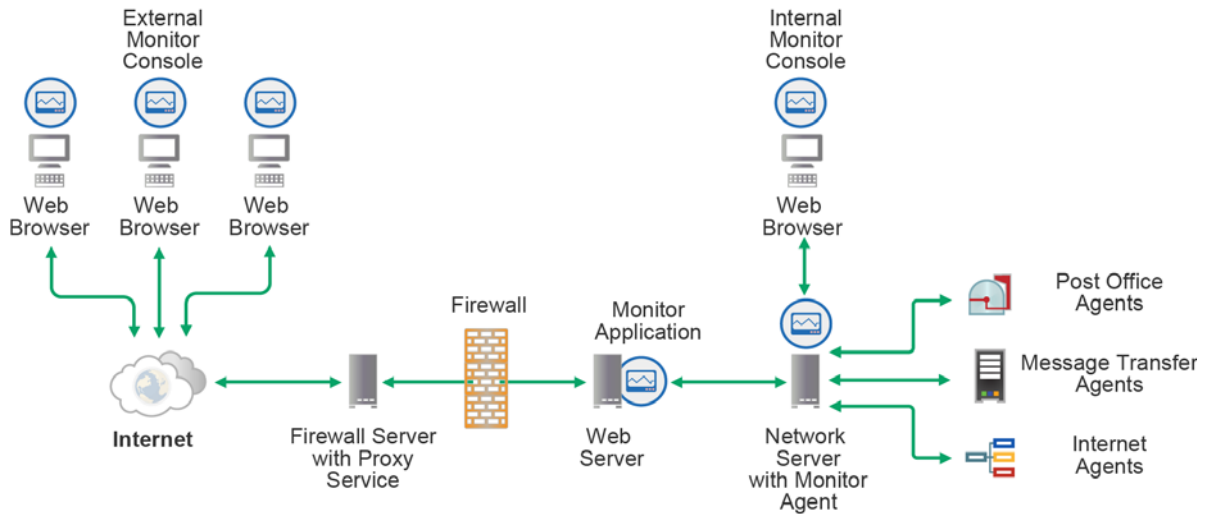 External
Monitor
Console
Internal
Monitor
Console
Web
Browser
Web
Browser
Web
Browser
Web
Browser
Firewall
Monitor
Application
Post Office
Agents
Message Transfer
Agents
Internet
Agents
Internet
Firewall Server
with Proxy
Service
Web
Server
Network
Server
with Monitor
Agent